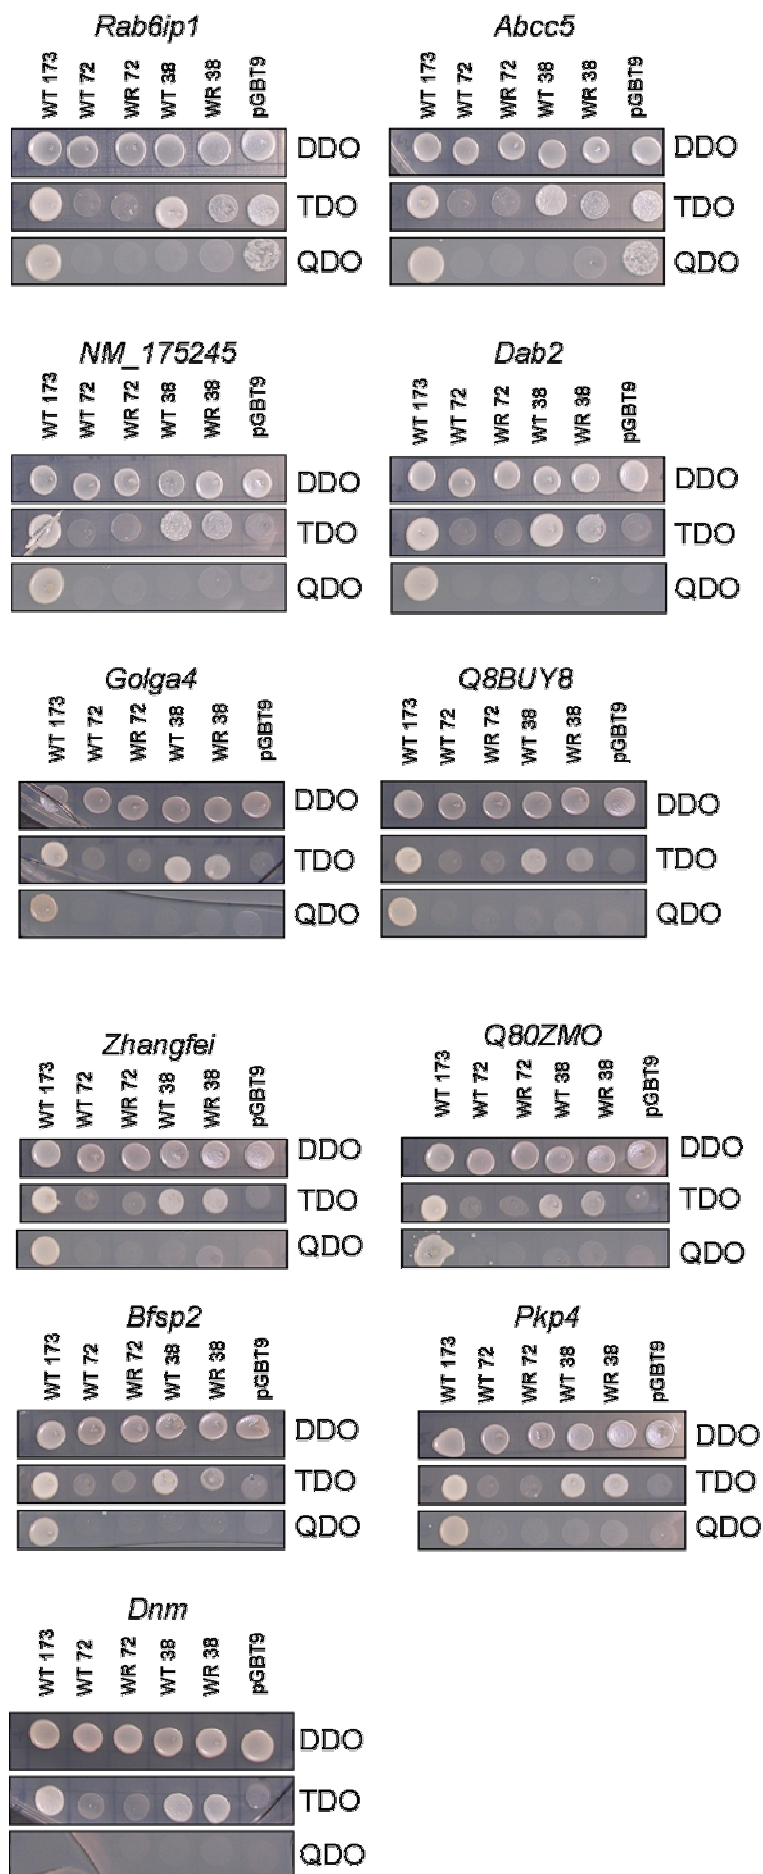 Rab6ip1
WT 173 WT 72 WR 72 WT 38 WR 38 pGBT9
DDO
TDO
QDO
Abcc5
WT 173 WT 72 WR 72 WT 38 WR 38 pGBT9
DDO
TDO
QDO
NM_175245
WT 173 WT 72 WR 72 WT 38 WR 38 pGBT9
DDO
TDO
QDO
Dab2
WT 173 WT 72 WR 72 WT 38 WR 38 pGBT9
DDO
TDO
QDO
Golga4
WT 173 WT 72 WR 72 WT 38 WR 38 pGBT9
DDO
TDO
QDO
Q8BUY8
WT 173 WT 72 WR 72 WT 38 WR 38 pGBT9
DDO
TDO
QDO
Zhangfei
WT 173 WT 72 WR 72 WT 38 WR 38 pGBT9
DDO
TDO
QDO
Q80ZMO
WT 173 WT 72 WR 72 WT 38 WR 38 pGBT9
DDO
TDO
QDO
Bfsp2
WT 173 WT 72 WR 72 WT 38 WR 38 pGBT9
DDO
TDO
QDO
Pkp4
WT 173 WT 72 WR 72 WT 38 WR 38 pGBT9
DDO
TDO
QDO
Dnm
WT 173 WT 72 WR 72 WT 38 WR 38 pGBT9
DDO
TDO
QDO